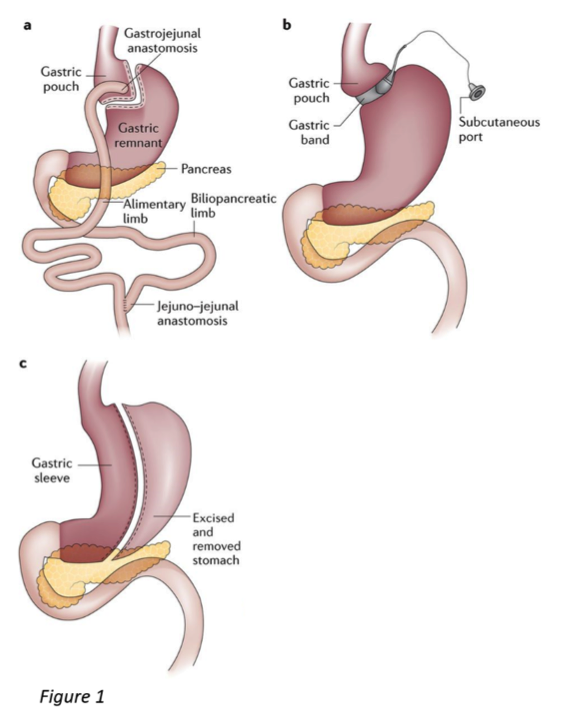 a
Gastrojejunal
anastomosis
Gastric
pouch
Gastric
remnant
Pancreas
Alimentary
limb
Biliopancreatic
limb
Jejuno–jejunal
anastomosis
b
Gastric
pouch
Gastric
band
Subcutaneous
port
c
Gastric
sleeve
Excised
and
removed
stomach
Figure 1